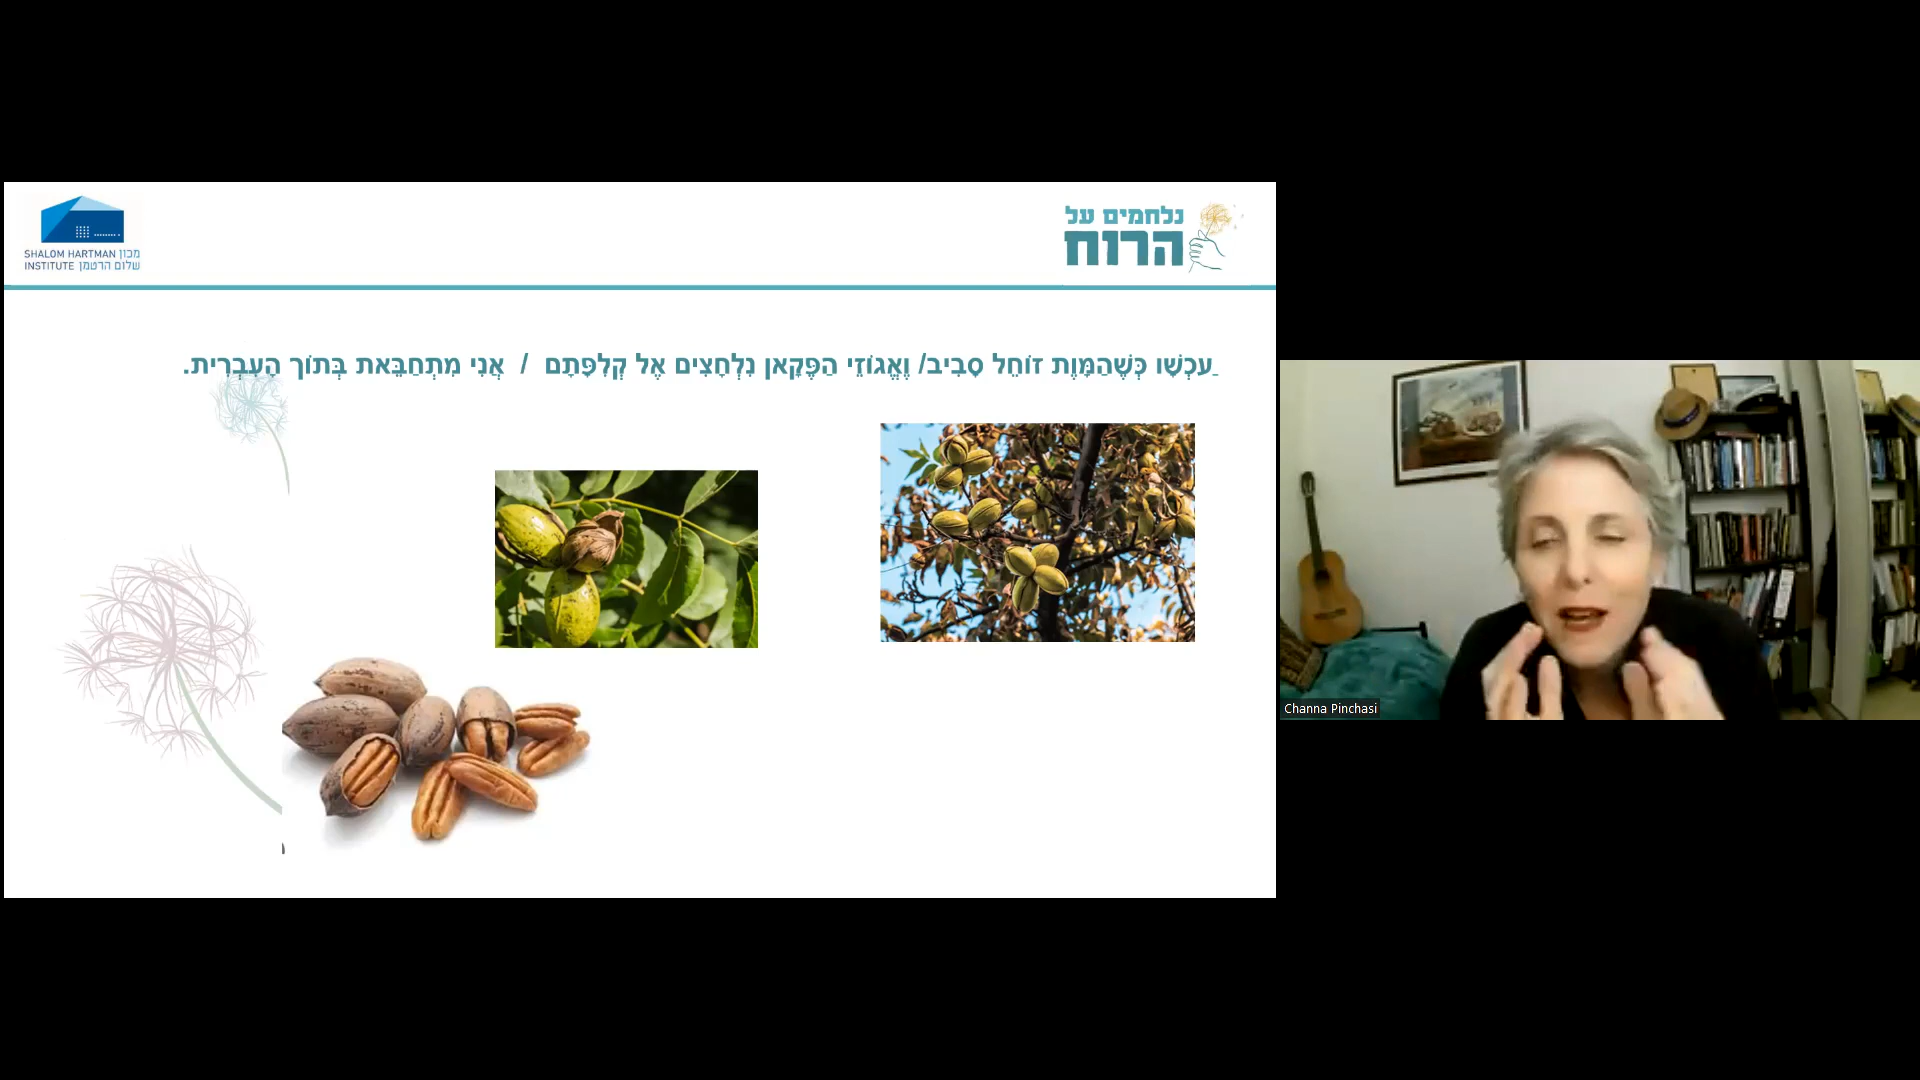 SHALOM HARTMAN מכון
INSTITUTE שלום הרטמן
נלחמים על
הרוח
ַעכְשָׁו כְּשֶׁהַמָּוֶת זוֹחֵל סָבִיב/ וְאֱגוֹזֵי הַפֶּקָאן נִלְחָצִים אֶל קְלִפָּתָם / אֲנִי מִתְחַבֵּאת בְּתוֹך הָעִבְרִית.
Channa Pinchasi